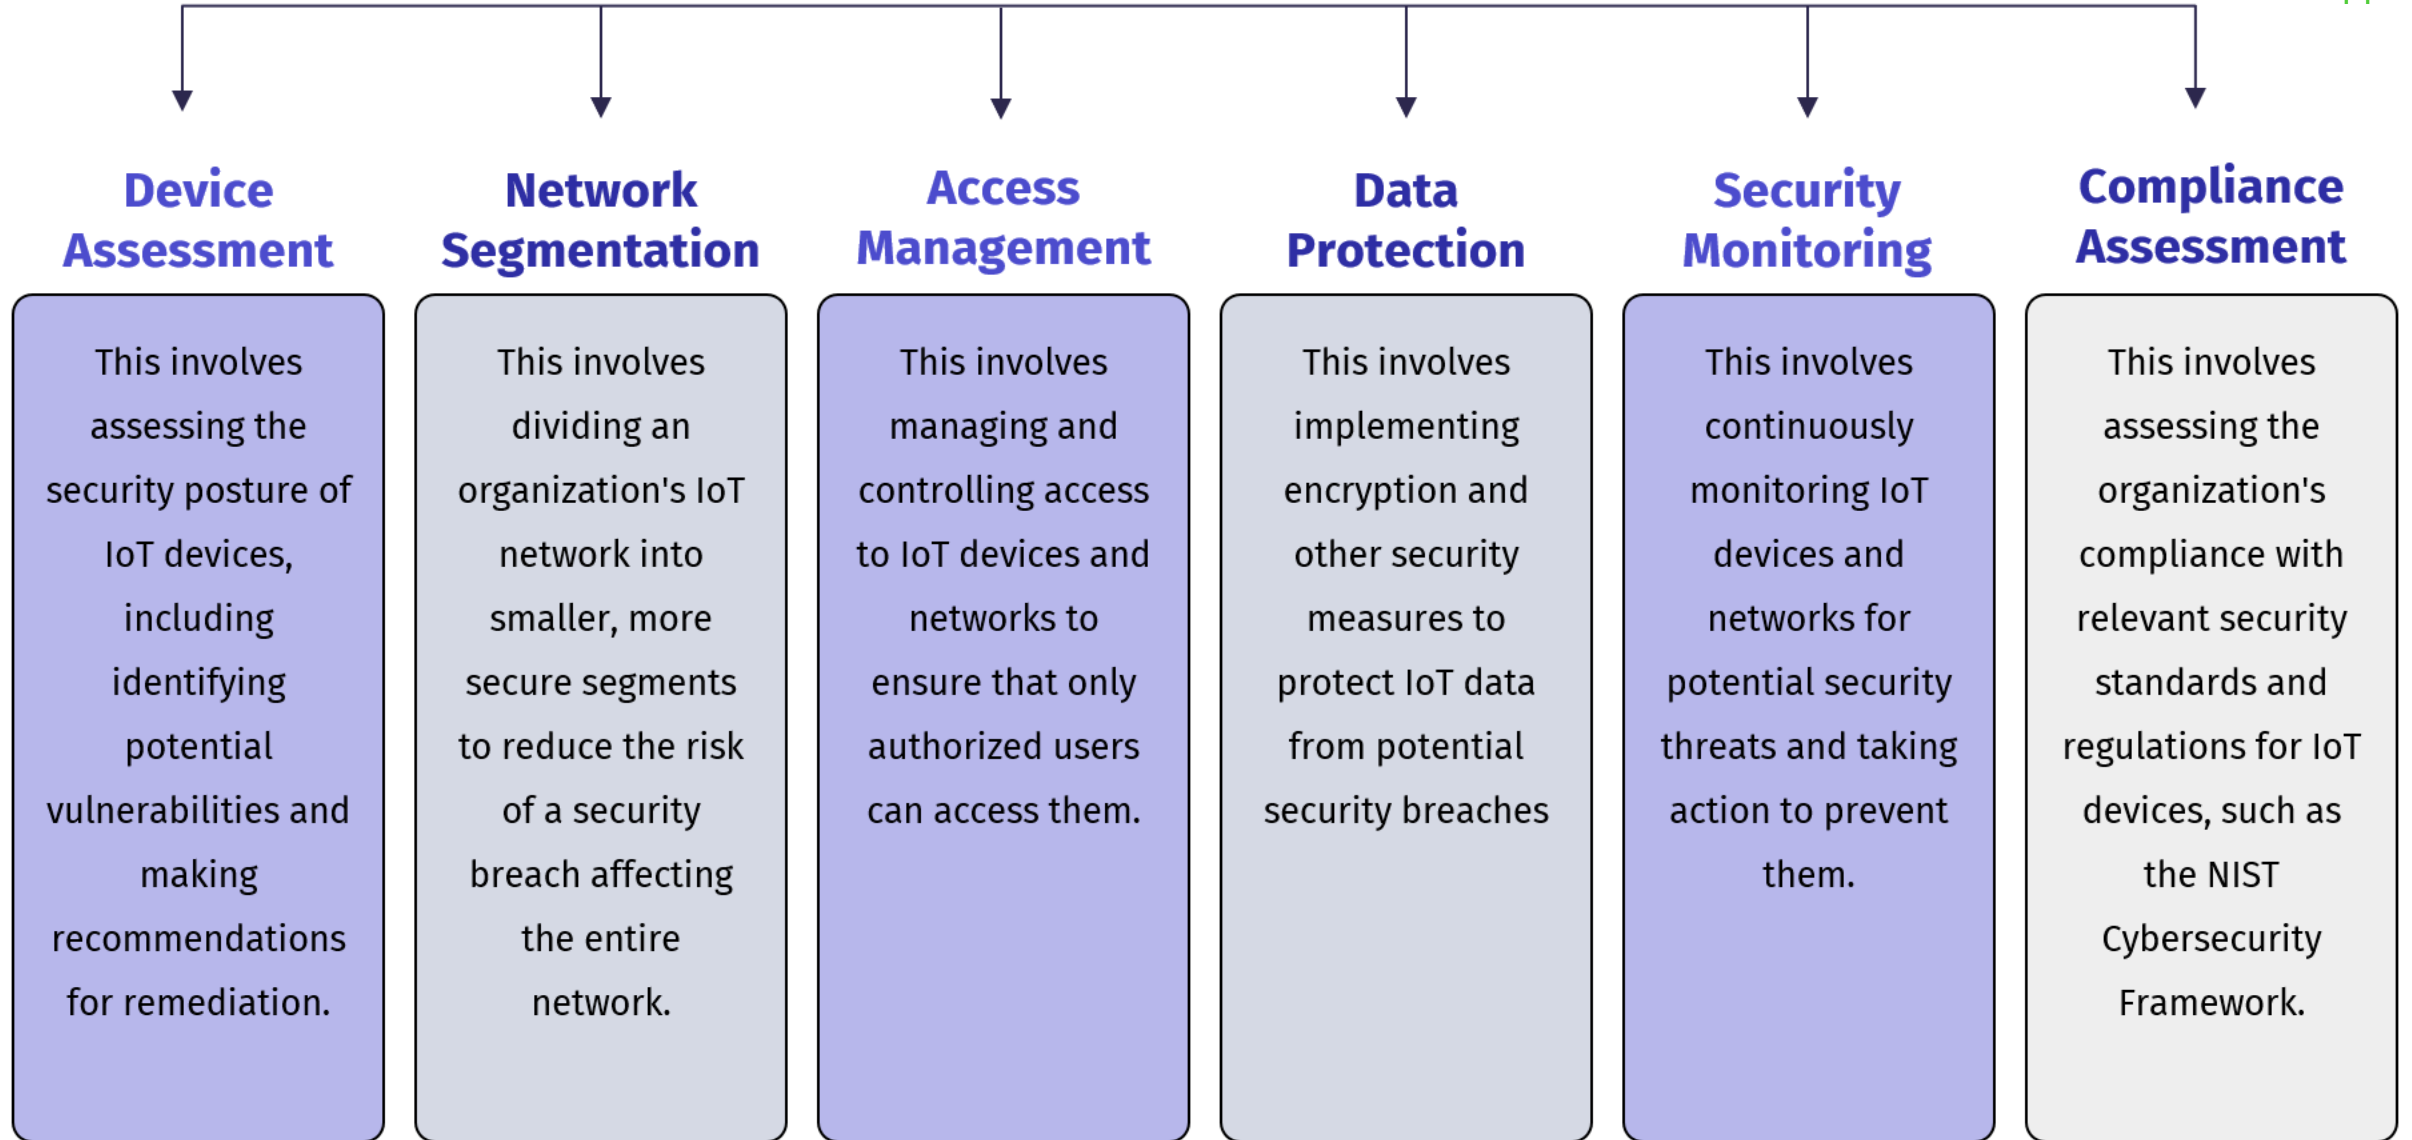 Device
Assessment
This involves
assessing the
security posture of
IoT devices,
including
identifying
potential
vulnerabilities and
making
recommendations
for remediation.
Network
Segmentation
This involves
dividing an
organization's IoT
network into
smaller, more
secure segments
to reduce the risk
of a security
breach affecting
the entire
network.
Access
Management
This involves
managing and
controlling access
to IoT devices and
networks to
ensure that only
authorized users
can access them.
Data
Protection
This involves
implementing
encryption and
other security
measures to
protect IoT data
from potential
security breaches
Security
Monitoring
This involves
continuously
monitoring IoT
devices and
networks for
potential security
threats and taking
action to prevent
them.
Compliance
Assessment
This involves
assessing the
organization's
compliance with
relevant security
standards and
regulations for IoT
devices, such as
the NIST
Cybersecurity
Framework.